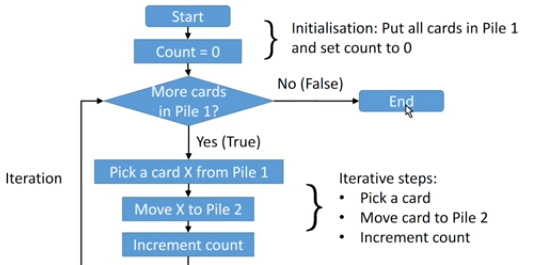 Start
Initialisation: Put all cards in Pile 1
and set count to 0
Count = 0
More cards
in Pile 1?
No (False)
End
Yes (True)
Iteration
Pick a card X from Pile 1
Move X to Pile 2
Increment count
Iterative steps:
• Pick a card
• Move card to Pile 2
• Increment count